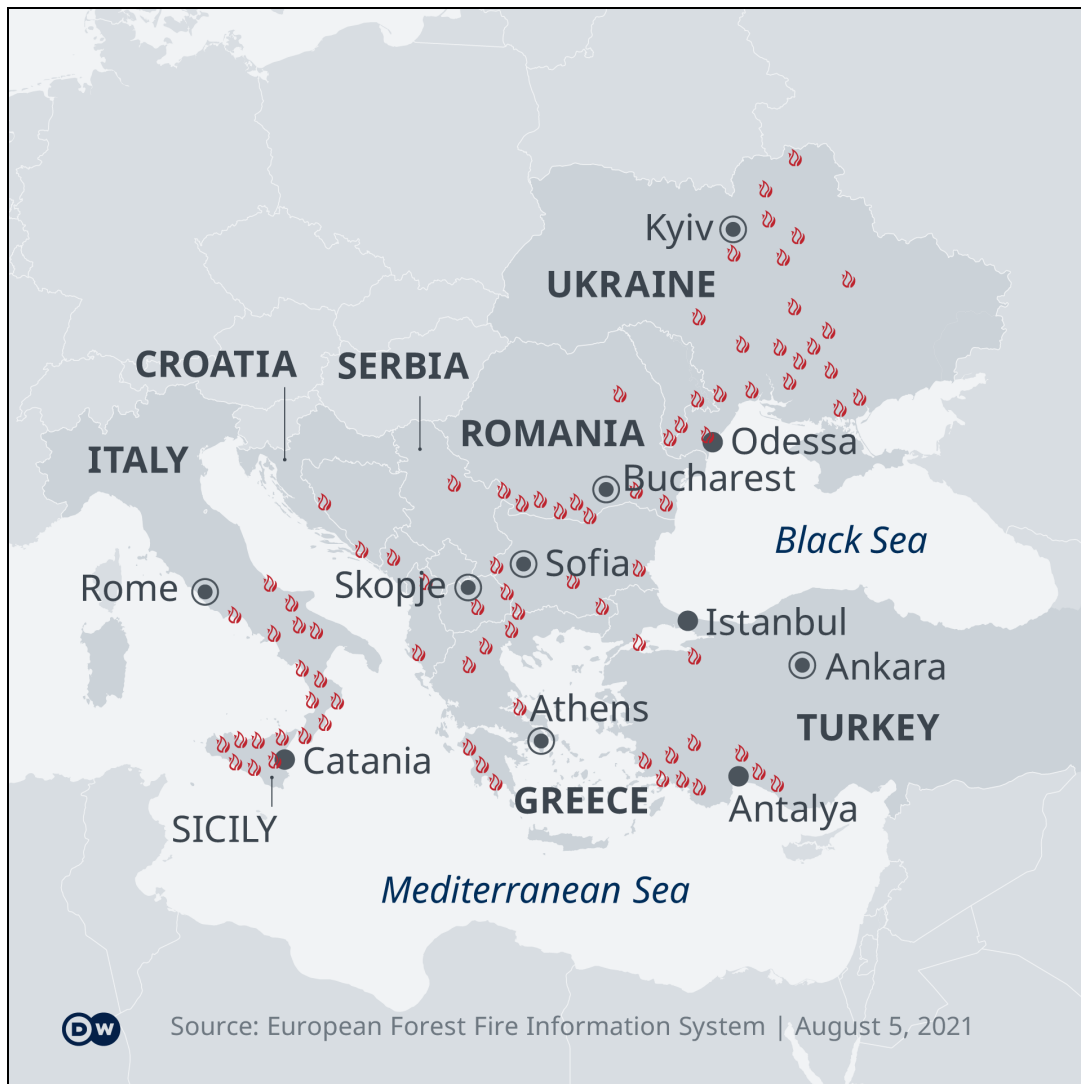 Kyiv
UKRAINE
CROATIA
SERBIA
ROMANIA
ITALY
Odessa
Bucharest
Black Sea
Sofia
Skopje
Rome
Istanbul
Ankara
Athens
TURKEY
Catania
GREECE
Antalya
SICILY
Mediterranean Sea
DW
Source: European Forest Fire Information System | August 5, 2021